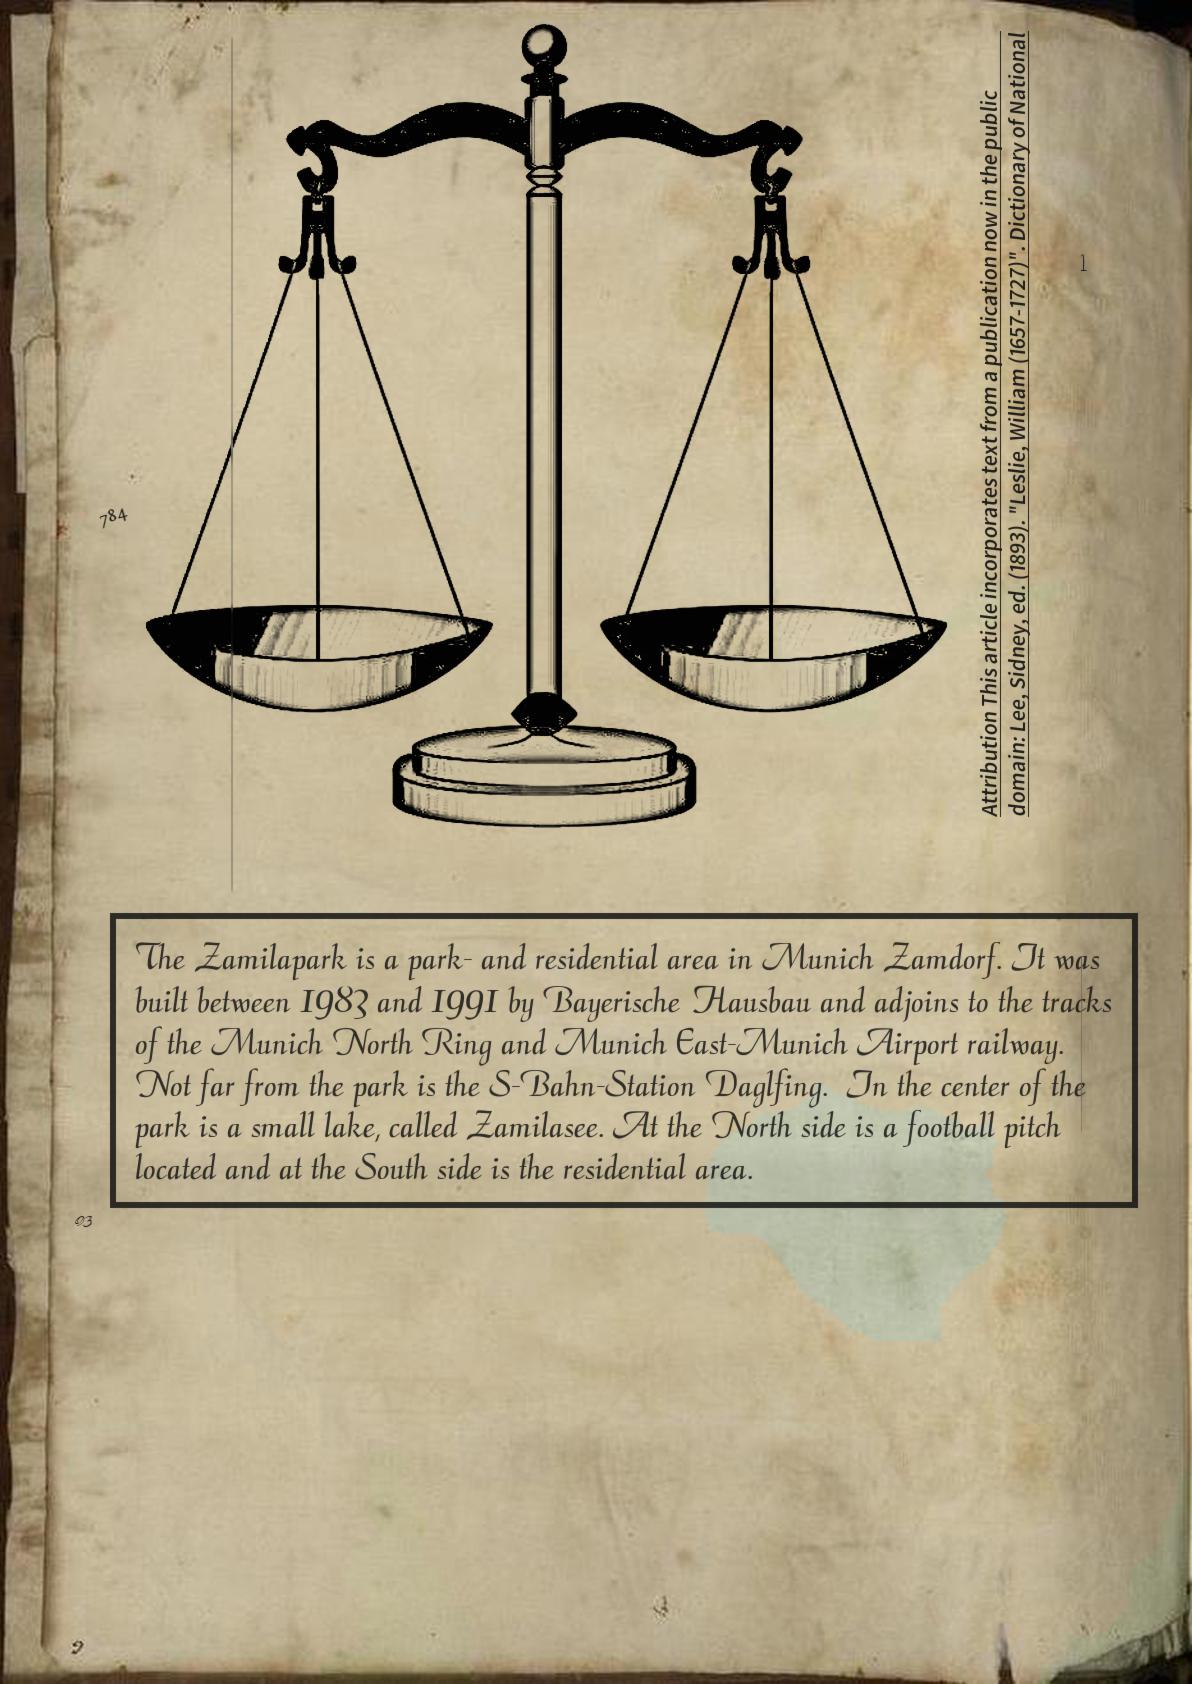 Attribution This article incorporates text from a publication now in the public
domain: Lee, Sidney, ed. (1893). "Leslie, William (1657-1727)". Dictionary of National
1
784
The Zamilapark is a park- and residential area in Munich Zamdorf. It was
built between 1983 and 1991 by Bayerische Hausbau and adjoins to the tracks
of the Munich North Ring and Munich East-Munich Airport railway.
Not far from the park is the S-Bahn-Station Daglfing. In the center of the
park is a small lake, called Zamilasee. At the North side is a football pitch
located and at the South side is the residential area.
93
9